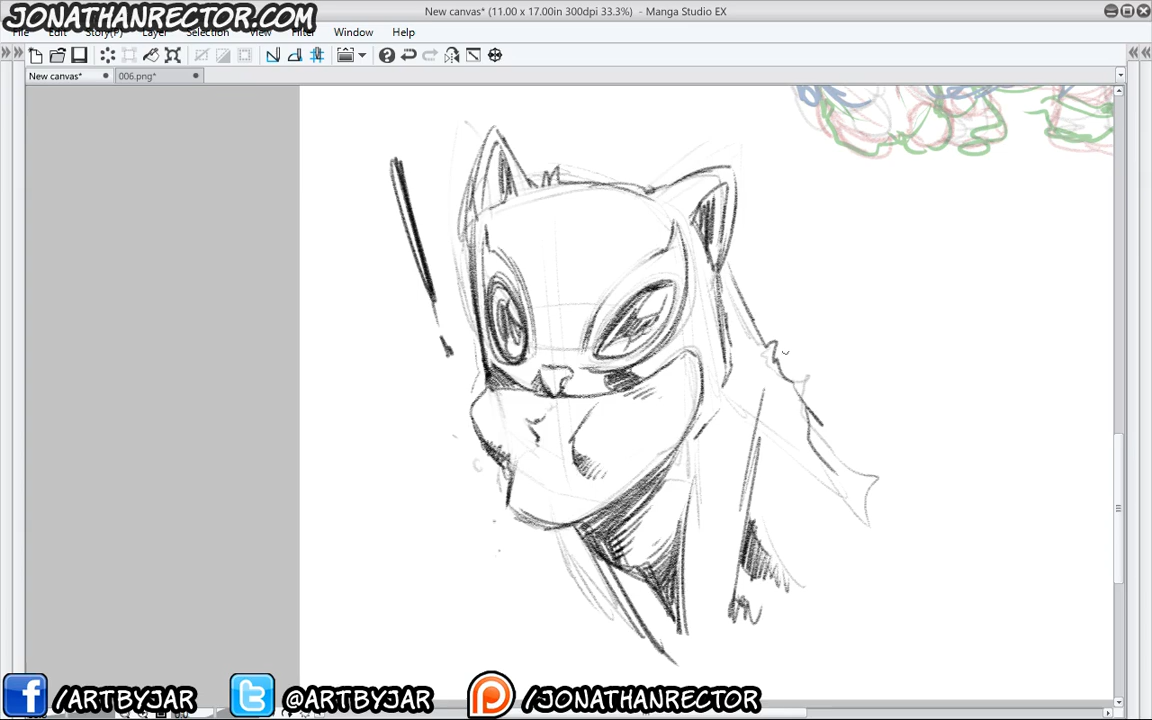 JONATHANRECTOR.COM
New canvas* (11.00 x 17.00in 300dpi 33.3%) - Manga Studio EX
File Edit Story(P) Layer Selection View Filter Window Help
New canvas* 006.png*
/ARTBYJAR @ARTBYJAR /JONATHANRECTOR